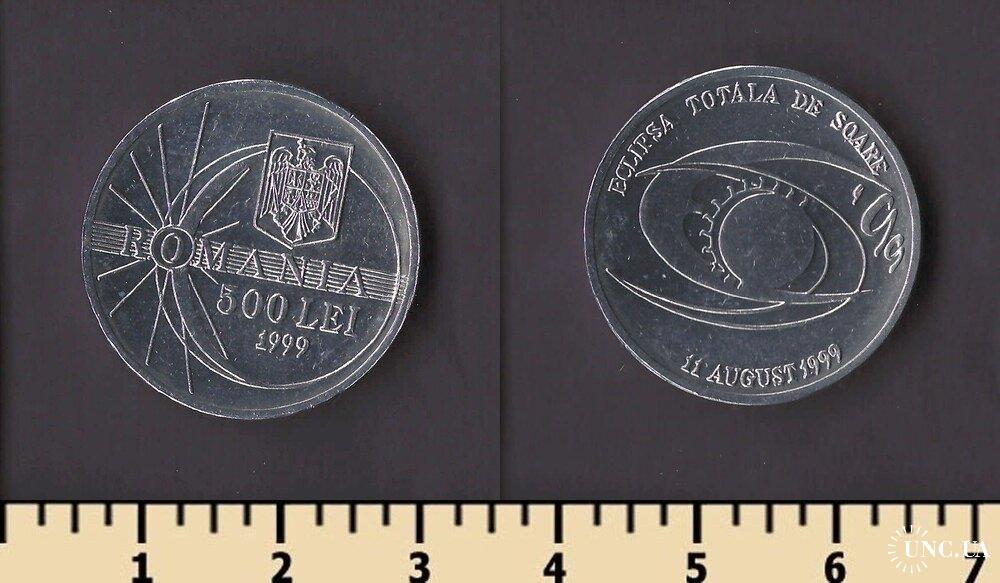 ROMANIA
500 LEI
1999
ECLIPSA TOTALA DE SOARE
11 AUGUST 1999
1 2 3 4 5 6 7
UNC.UA